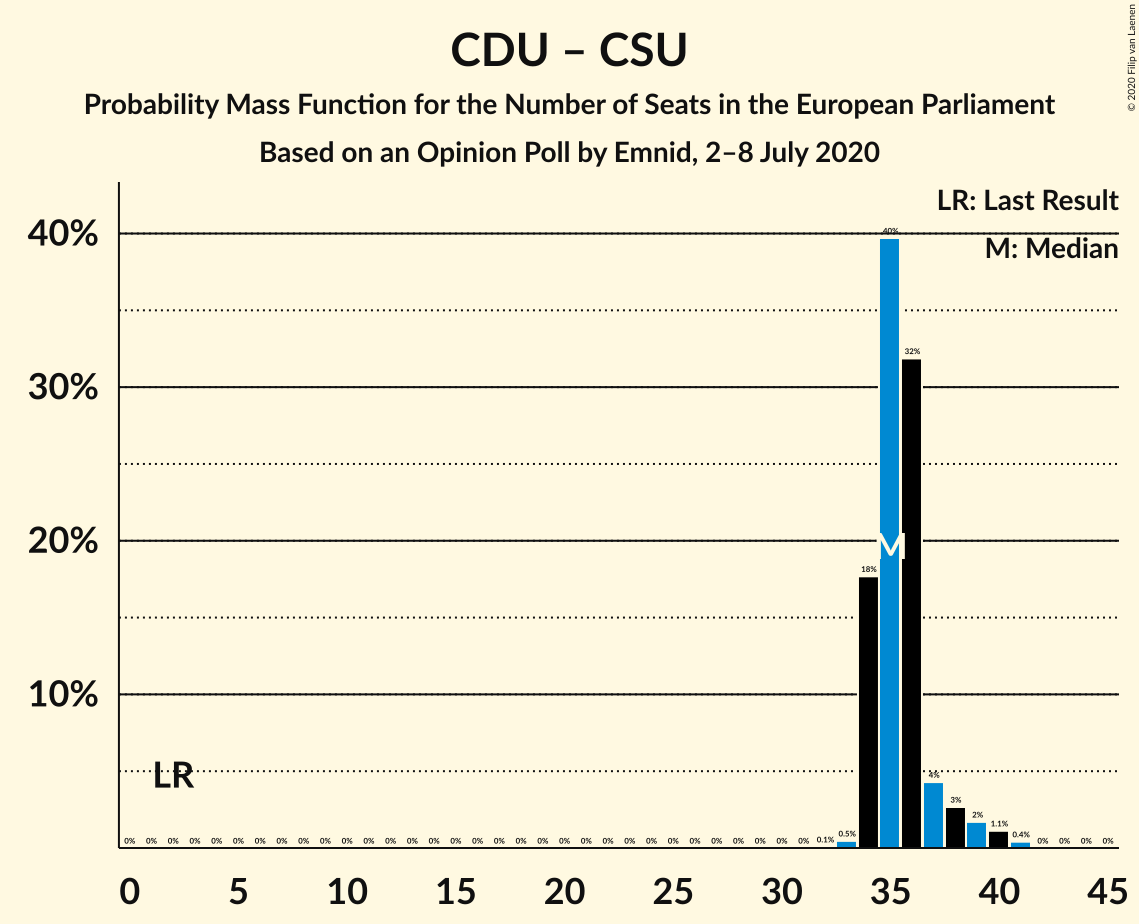 CDU – CSU
Probability Mass Function for the Number of Seats in the European Parliament
Based on an Opinion Poll by Emnid, 2–8 July 2020
© 2020 Filip van Laenen
LR: Last Result
M: Median
40%
30%
20%
10%
40%
32%
M
18%
LR
4%
3%
2%
1.1%
0% 0% 0% 0% 0% 0% 0% 0% 0% 0% 0% 0% 0% 0% 0% 0% 0% 0% 0% 0% 0% 0% 0% 0% 0% 0% 0% 0% 0% 0% 0% 0% 0.1% 0.5% 0.4% 0% 0% 0% 0%
0 5 10 15 20 25 30 35 40 45